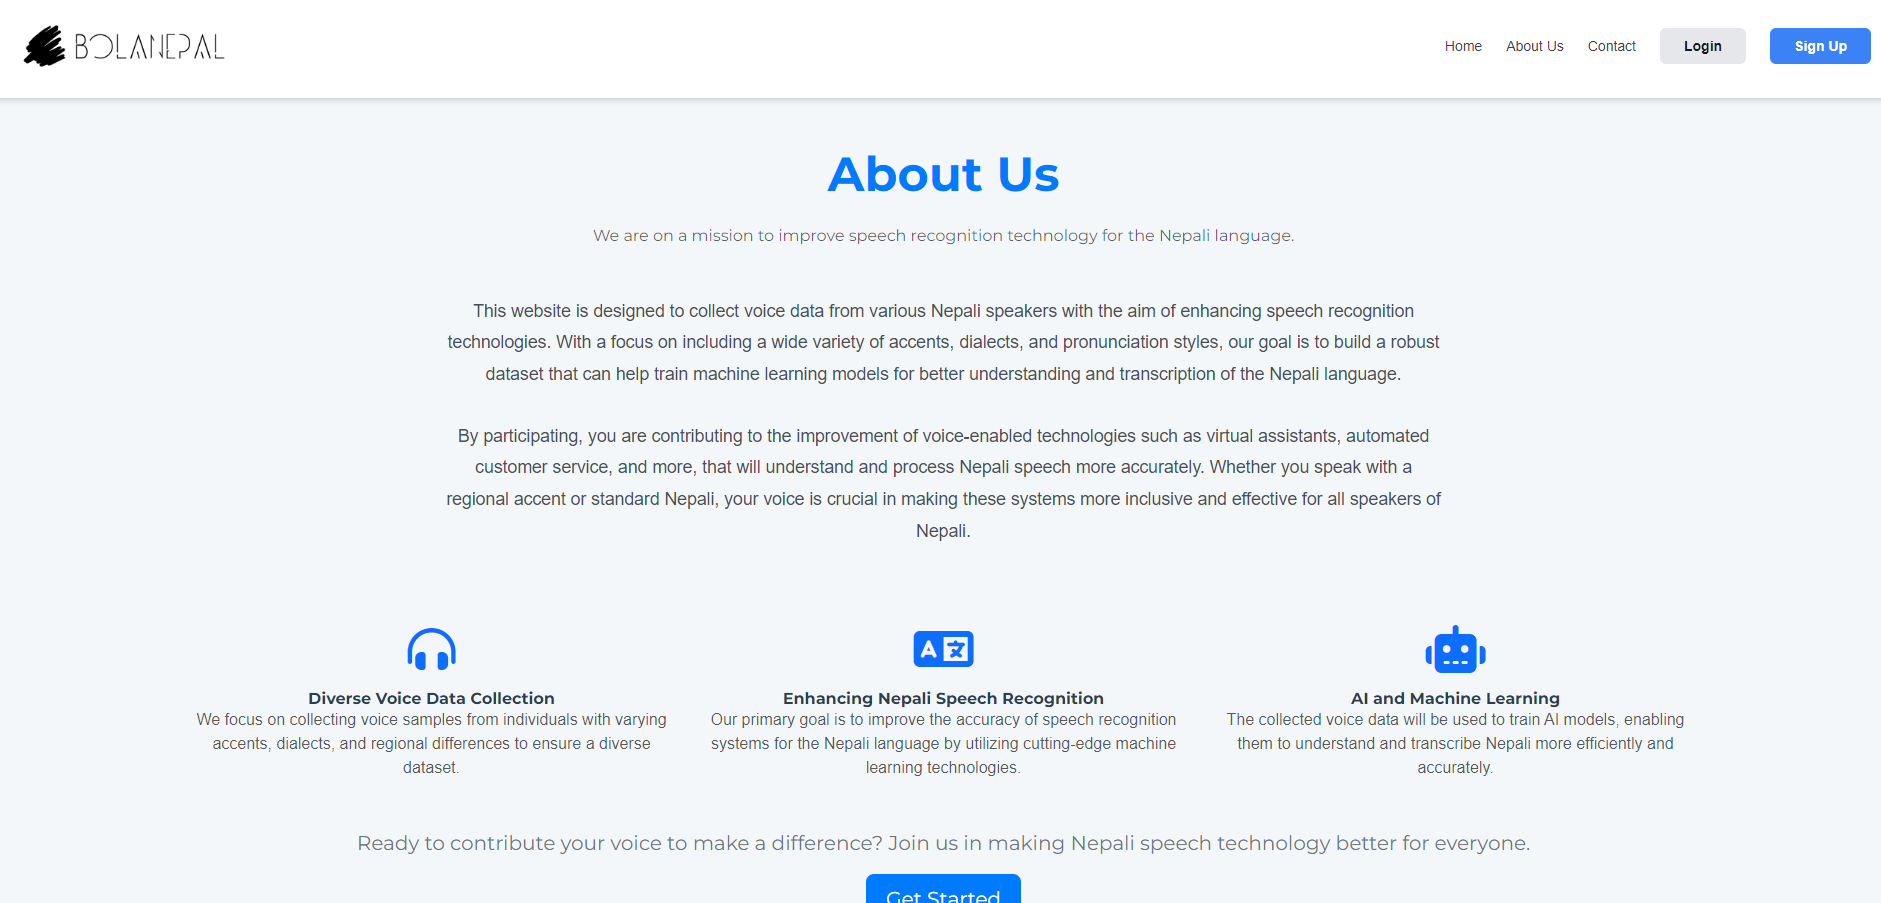 BOLANEPAL
Home About Us Contact Login Sign Up
About Us
We are on a mission to improve speech recognition technology for the Nepali language.
This website is designed to collect voice data from various Nepali speakers with the aim of enhancing speech recognition
technologies. With a focus on including a wide variety of accents, dialects, and pronunciation styles, our goal is to build a robust
dataset that can help train machine learning models for better understanding and transcription of the Nepali language.
By participating, you are contributing to the improvement of voice-enabled technologies such as virtual assistants, automated
customer service, and more, that will understand and process Nepali speech more accurately. Whether you speak with a
regional accent or standard Nepali, your voice is crucial in making these systems more inclusive and effective for all speakers of
Nepali.
A 文
Diverse Voice Data Collection
We focus on collecting voice samples from individuals with varying
accents, dialects, and regional differences to ensure a diverse
dataset.
Enhancing Nepali Speech Recognition
Our primary goal is to improve the accuracy of speech recognition
systems for the Nepali language by utilizing cutting-edge machine
learning technologies.
AI and Machine Learning
The collected voice data will be used to train AI models, enabling
them to understand and transcribe Nepali more efficiently and
accurately.
Ready to contribute your voice to make a difference? Join us in making Nepali speech technology better for everyone.
Get Started